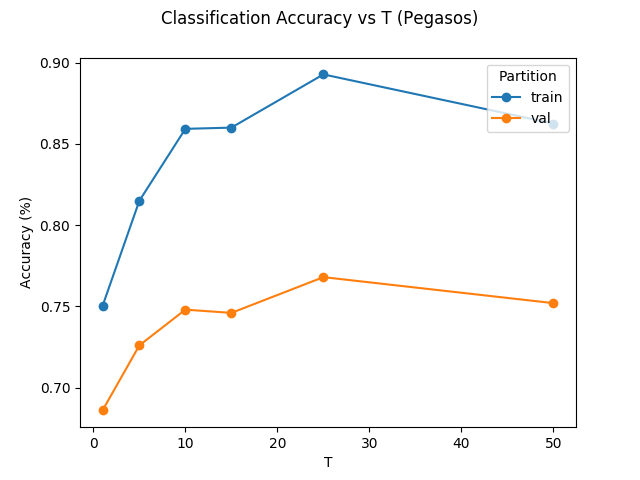 Classification Accuracy vs T (Pegasos)
Partition
train
val
Accuracy (%)
0.90
0.85
0.80
0.75
0.70
0 10 20 30 40 50
T